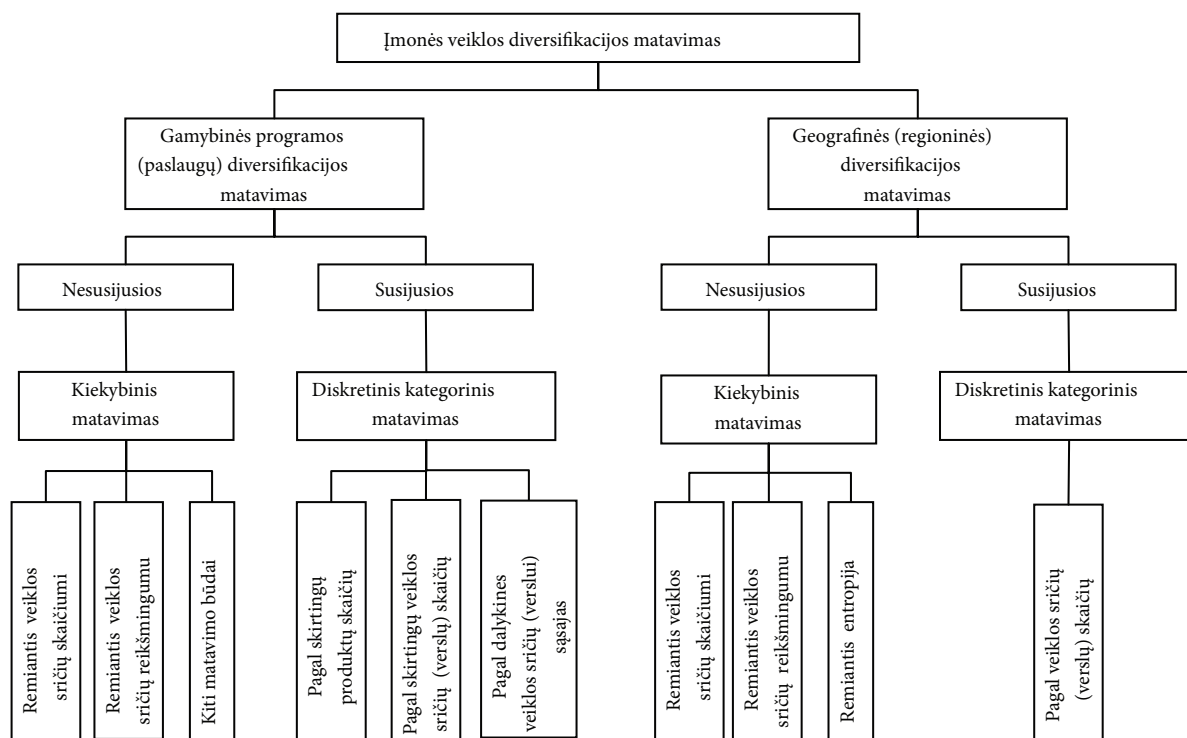 Įmonės veiklos diversifikacijos matavimas
Gamybinės programos
(paslaugų) diversifikacijos
matavimas
Geografinės (regioninės)
diversifikacijos
matavimas
Nesusijusios
Susijusios
Nesusijusios
Susijusios
Kiekybinis
matavimas
Diskretinis kategorinis
matavimas
Kiekybinis
matavimas
Diskretinis kategorinis
matavimas
Remiantis veiklos
sričių skaičiumi
Remiantis veiklos
sričių reikšmingumu
Kiti matavimo būdai
Pagal skirtingų
produktų skaičių
Pagal skirtingų veiklos
sričių (verslų) skaičių
Pagal dalykines
veiklos sričių (verslui)
sąsajas
Remiantis veiklos
sričių skaičiumi
Remiantis veiklos
sričių reikšmingumu
Remiantis entropija
Pagal veiklos sričių
(verslų) skaičių